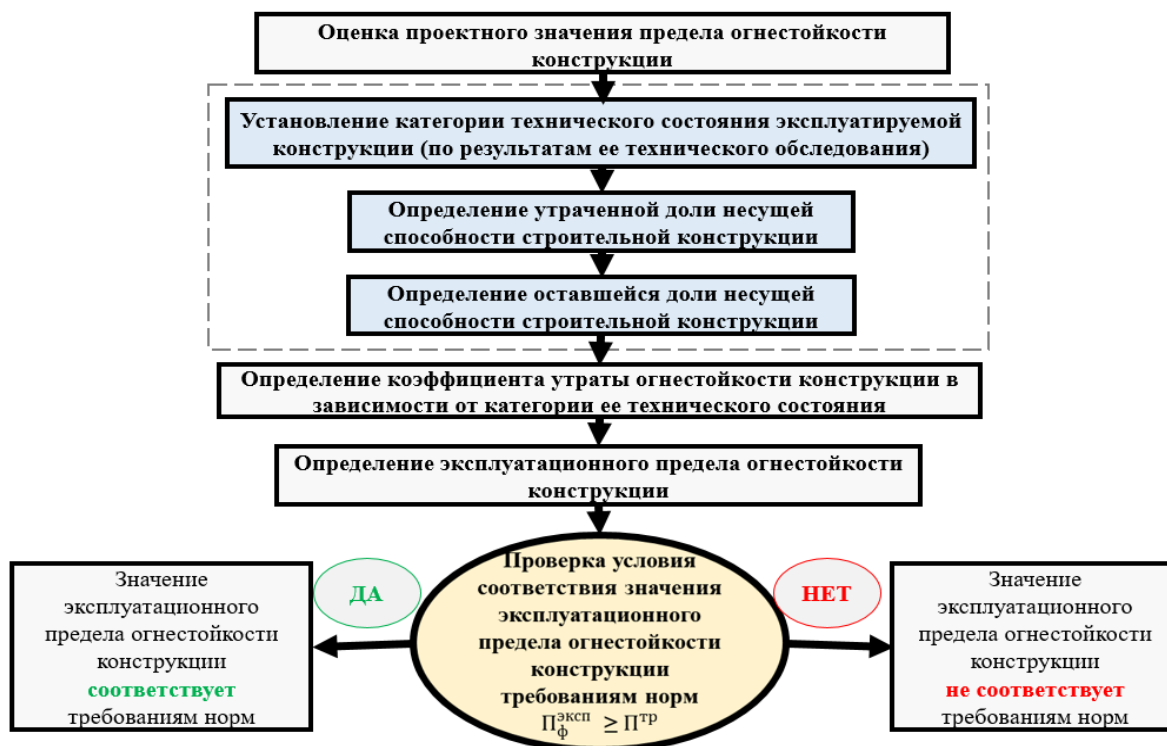 Оценка проектного значения предела огнестойкости
конструкции
Установление категории технического состояния эксплуатируемой
конструкции (по результатам ее технического обследования)
Определение утраченной доли несущей
способности строительной конструкции
Определение оставшейся доли несущей
способности строительной конструкции
Определение коэффициента утраты огнестойкости конструкции в
зависимости от категории ее технического состояния
Определение эксплуатационного предела огнестойкости
конструкции
Проверка условия
соответствия значения
эксплуатационного
предела огнестойкости
конструкции
требованиям норм
П_ф^эксп ≥ П^тр
ДА
Значение
эксплуатационного
предела огнестойкости
конструкции
соответствует
требованиям норм
НЕТ
Значение
эксплуатационного
предела огнестойкости
конструкции
не соответствует
требованиям норм